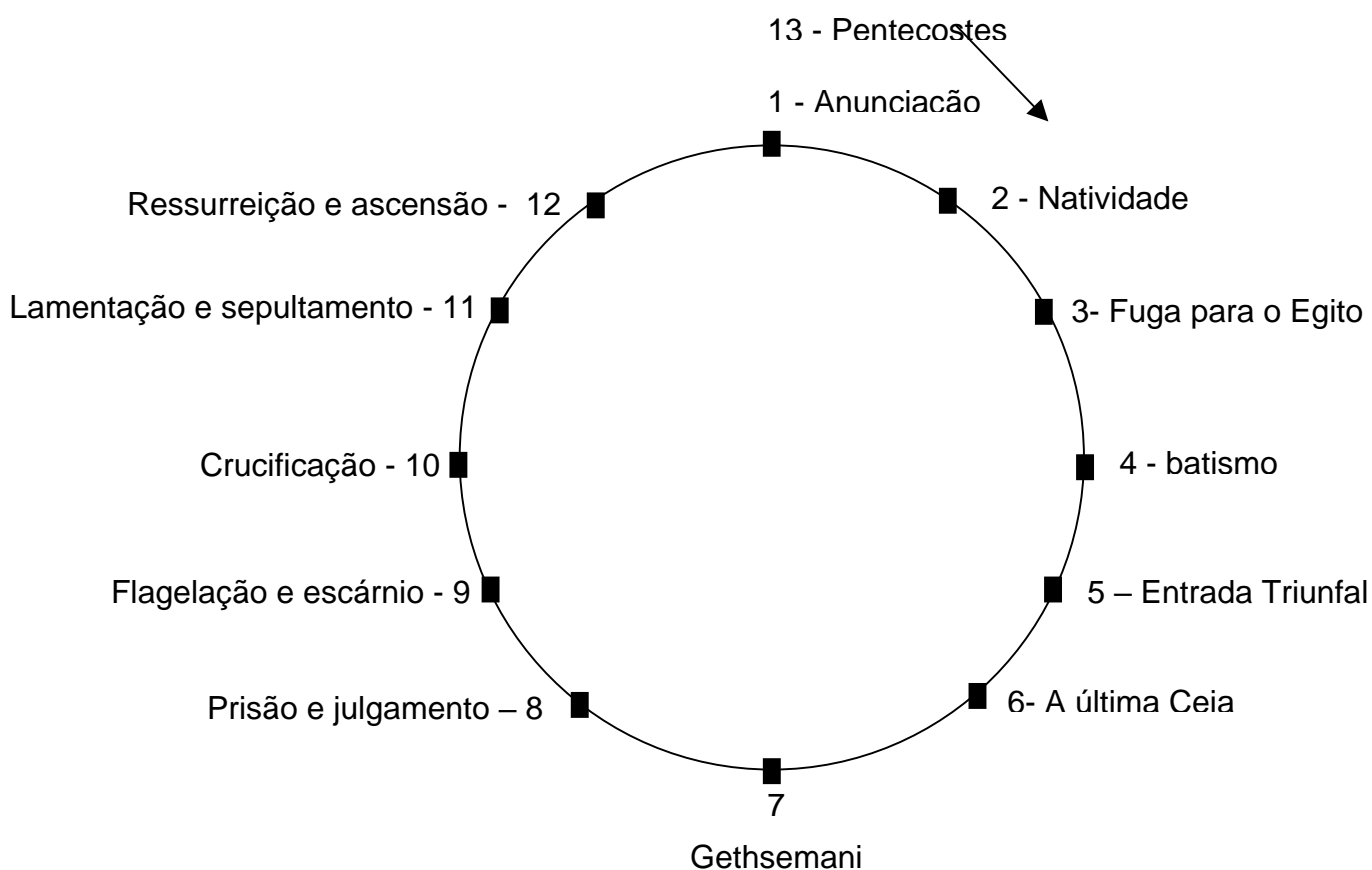 13 - Pentecostes
1 - Anunciação
Ressurreição e ascensão - 12
2 - Natividade
Lamentação e sepultamento - 11
3- Fuga para o Egito
Crucificação - 10
4 - batismo
Flagelação e escárnio - 9
5 – Entrada Triunfal
Prisão e julgamento – 8
6- A última Ceia
7
Gethsemani